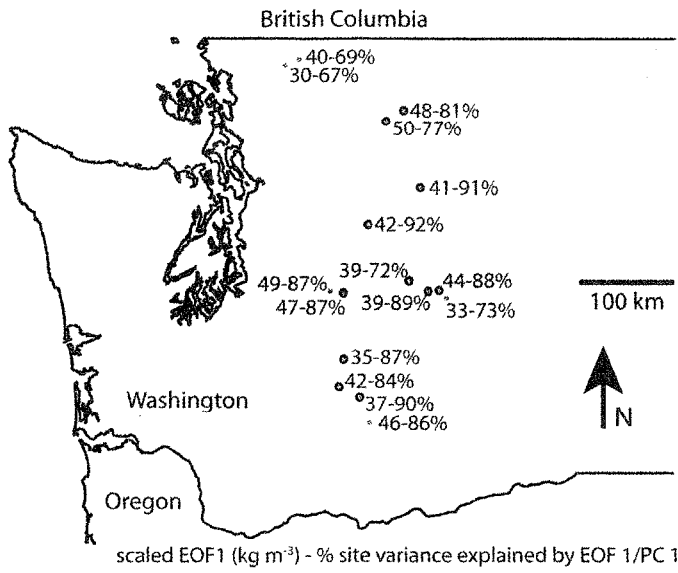 British Columbia
40-69%
30-67%
48-81%
50-77%
41-91%
42-92%
39-72%
44-88%
49-87%
47-87%
39-89%
33-73%
100 km
35-87%
42-84%
37-90%
46-86%
Washington
N
Oregon
scaled EOF1 (kg m⁻³) - % site variance explained by EOF 1/PC 1